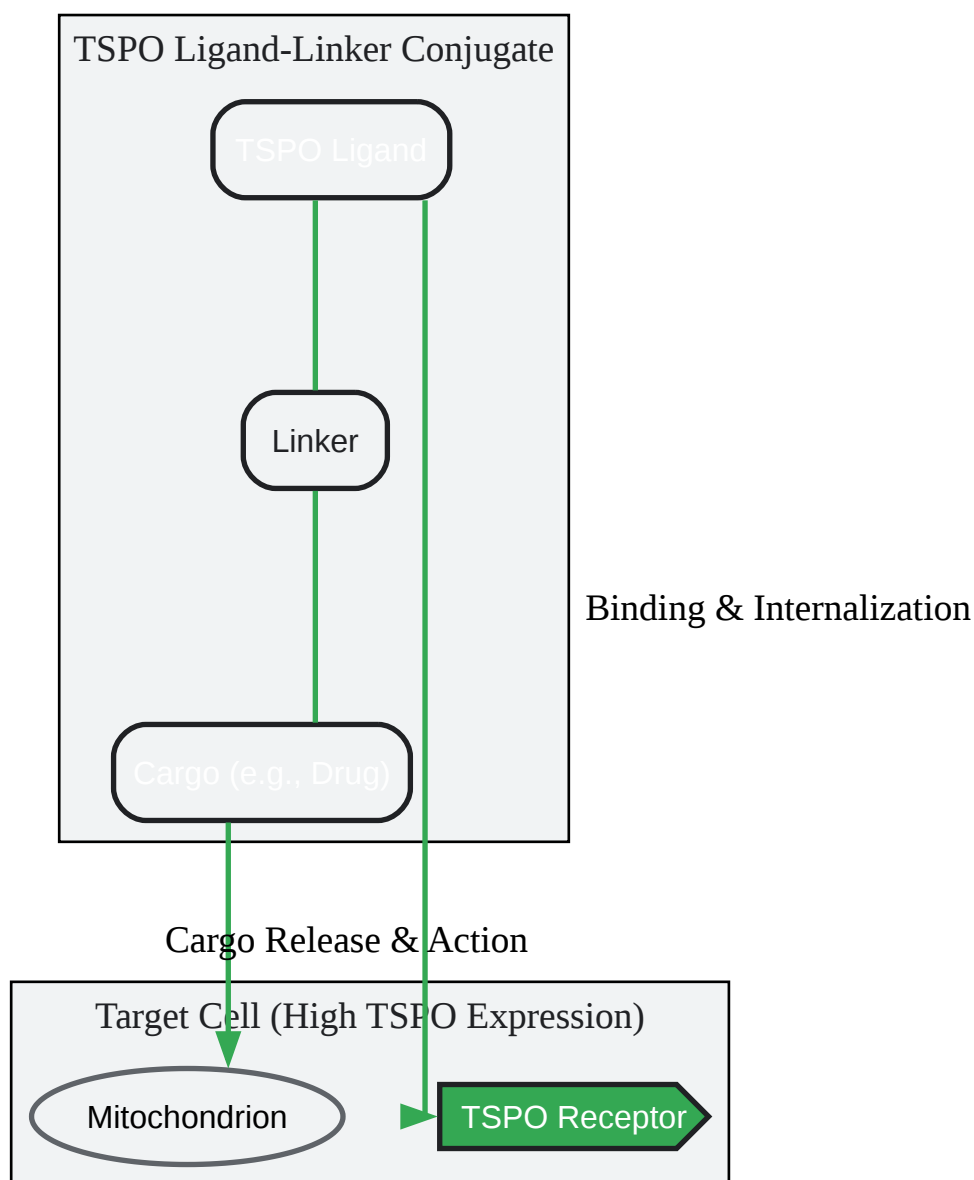 TSPO Ligand-Linker Conjugate
TSPO Ligand
Linker
Binding & Internalization
Cargo (e.g., Drug)
Cargo Release & Action
Target Cell (High TSPO Expression)
Mitochondrion
TSPO Receptor